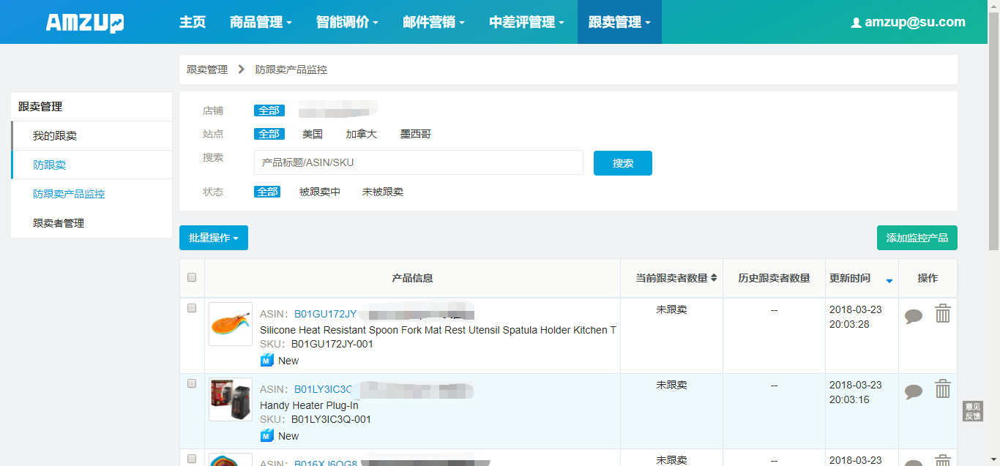 AMZUP 主页 商品管理 智能调价 邮件营销 中差评管理 跟卖管理 amzup@su.com
跟卖管理 防跟卖产品监控
跟卖管理
我的跟卖
防跟卖
防跟卖产品监控
跟卖者管理
店铺 全部
站点 全部 美国 加拿大 墨西哥
搜索 产品标题/ASIN/SKU 搜索
状态 全部 被跟卖中 未被跟卖
批量操作 添加监控产品
产品信息 当前跟卖者数量 历史跟卖者数量 更新时间 操作
ASIN: B01GU172JY 未跟卖 -- 2018-03-23
20:03:28
Silicone Heat Resistant Spoon Fork Mat Rest Utensil Spatula Holder Kitchen T
SKU: B01GU172JY-001
M New
ASIN: B01LY3IC3Q 未跟卖 -- 2018-03-23
20:03:16
Handy Heater Plug-In
SKU: B01LY3IC3Q-001
M New
意见
反馈
ASIN: B016XJ6OG8 未跟卖 -- 2018-03-23